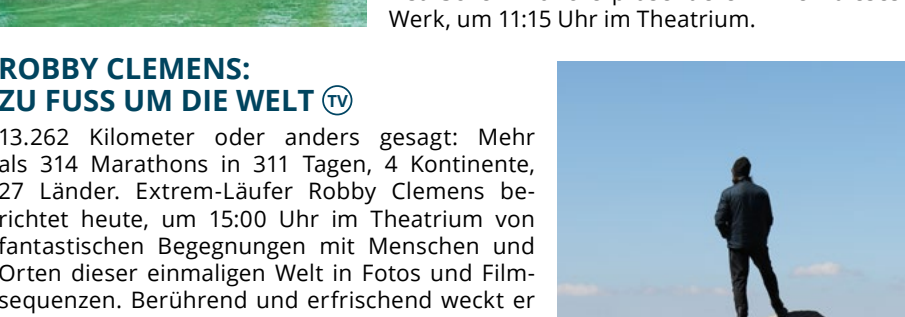 Werk, um 11:15 Uhr im Theatrium.
ROBBY CLEMENS:
ZU FUSS UM DIE WELT TV
13.262 Kilometer oder anders gesagt: Mehr
als 314 Marathons in 311 Tagen, 4 Kontinente,
27 Länder. Extrem-Läufer Robby Clemens be-
richtet heute, um 15:00 Uhr im Theatrium von
fantastischen Begegnungen mit Menschen und
Orten dieser einmaligen Welt in Fotos und Film-
sequenzen. Berührend und erfrischend weckt er